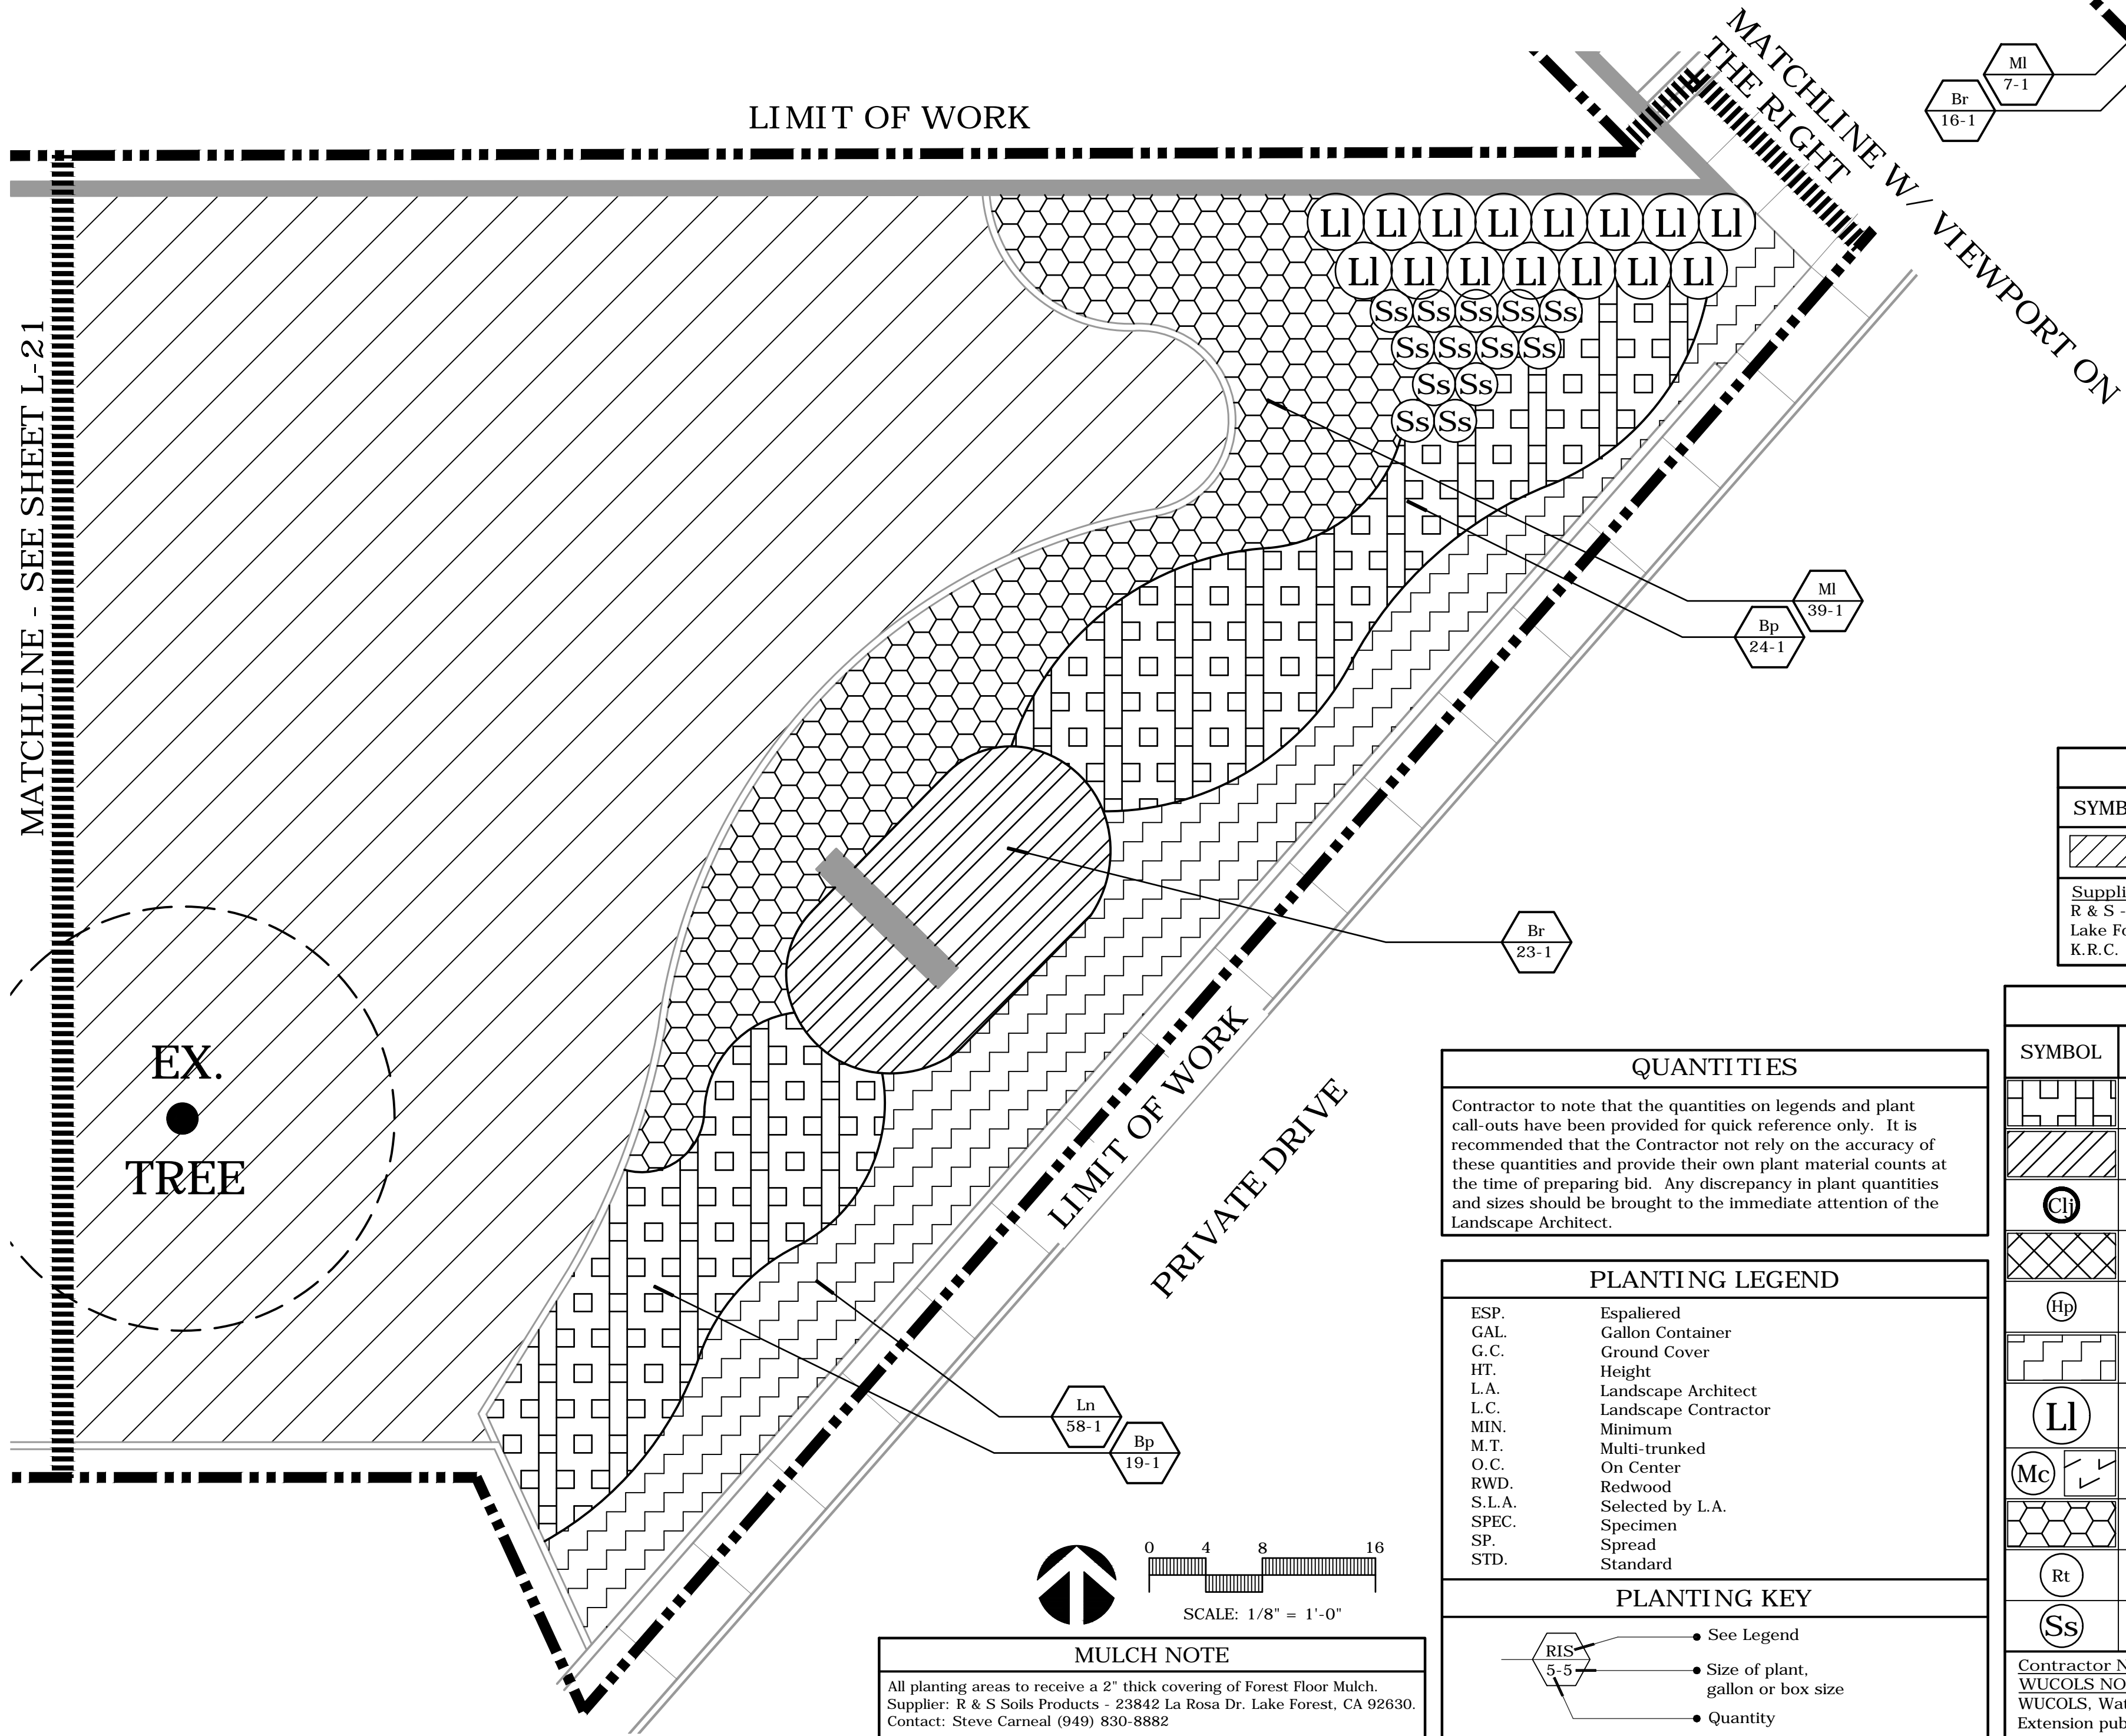 LIMIT OF WORK
MATCHLINE W/ VIEWPORT ON
THE RIGHT
Ml
7-1
Br
16-1
MATCHLINE - SEE SHEET L-21
Ll Ll Ll Ll Ll Ll Ll Ll
Ll Ll Ll Ll Ll Ll Ll
Ss Ss Ss Ss Ss
Ss Ss Ss Ss
Ss Ss
Ss Ss
Ml
39-1
Bp
24-1
Br
23-1
EX.
TREE
LIMIT OF WORK
PRIVATE DRIVE
Ln
58-1
Bp
19-1
0 4 8 16
SCALE: 1/8" = 1'-0"
MULCH NOTE
All planting areas to receive a 2" thick covering of Forest Floor Mulch.
Supplier: R & S Soils Products - 23842 La Rosa Dr. Lake Forest, CA 92630.
Contact: Steve Carneal (949) 830-8882
QUANTITIES
Contractor to note that the quantities on legends and plant
call-outs have been provided for quick reference only. It is
recommended that the Contractor not rely on the accuracy of
these quantities and provide their own plant material counts at
the time of preparing bid. Any discrepancy in plant quantities
and sizes should be brought to the immediate attention of the
Landscape Architect.
PLANTING LEGEND
ESP. Espaliered
GAL. Gallon Container
G.C. Ground Cover
HT. Height
L.A. Landscape Architect
L.C. Landscape Contractor
MIN. Minimum
M.T. Multi-trunked
O.C. On Center
RWD. Redwood
S.L.A. Selected by L.A.
SPEC. Specimen
SP. Spread
STD. Standard
PLANTING KEY
RIS
5-5
See Legend
Size of plant,
gallon or box size
Quantity
R & S -
K.R.C.
SYMBOL
Clj
Hp
Ll
Mc
Rt
Ss
Contractor
WUCOLS
WUCOLS,
Extension